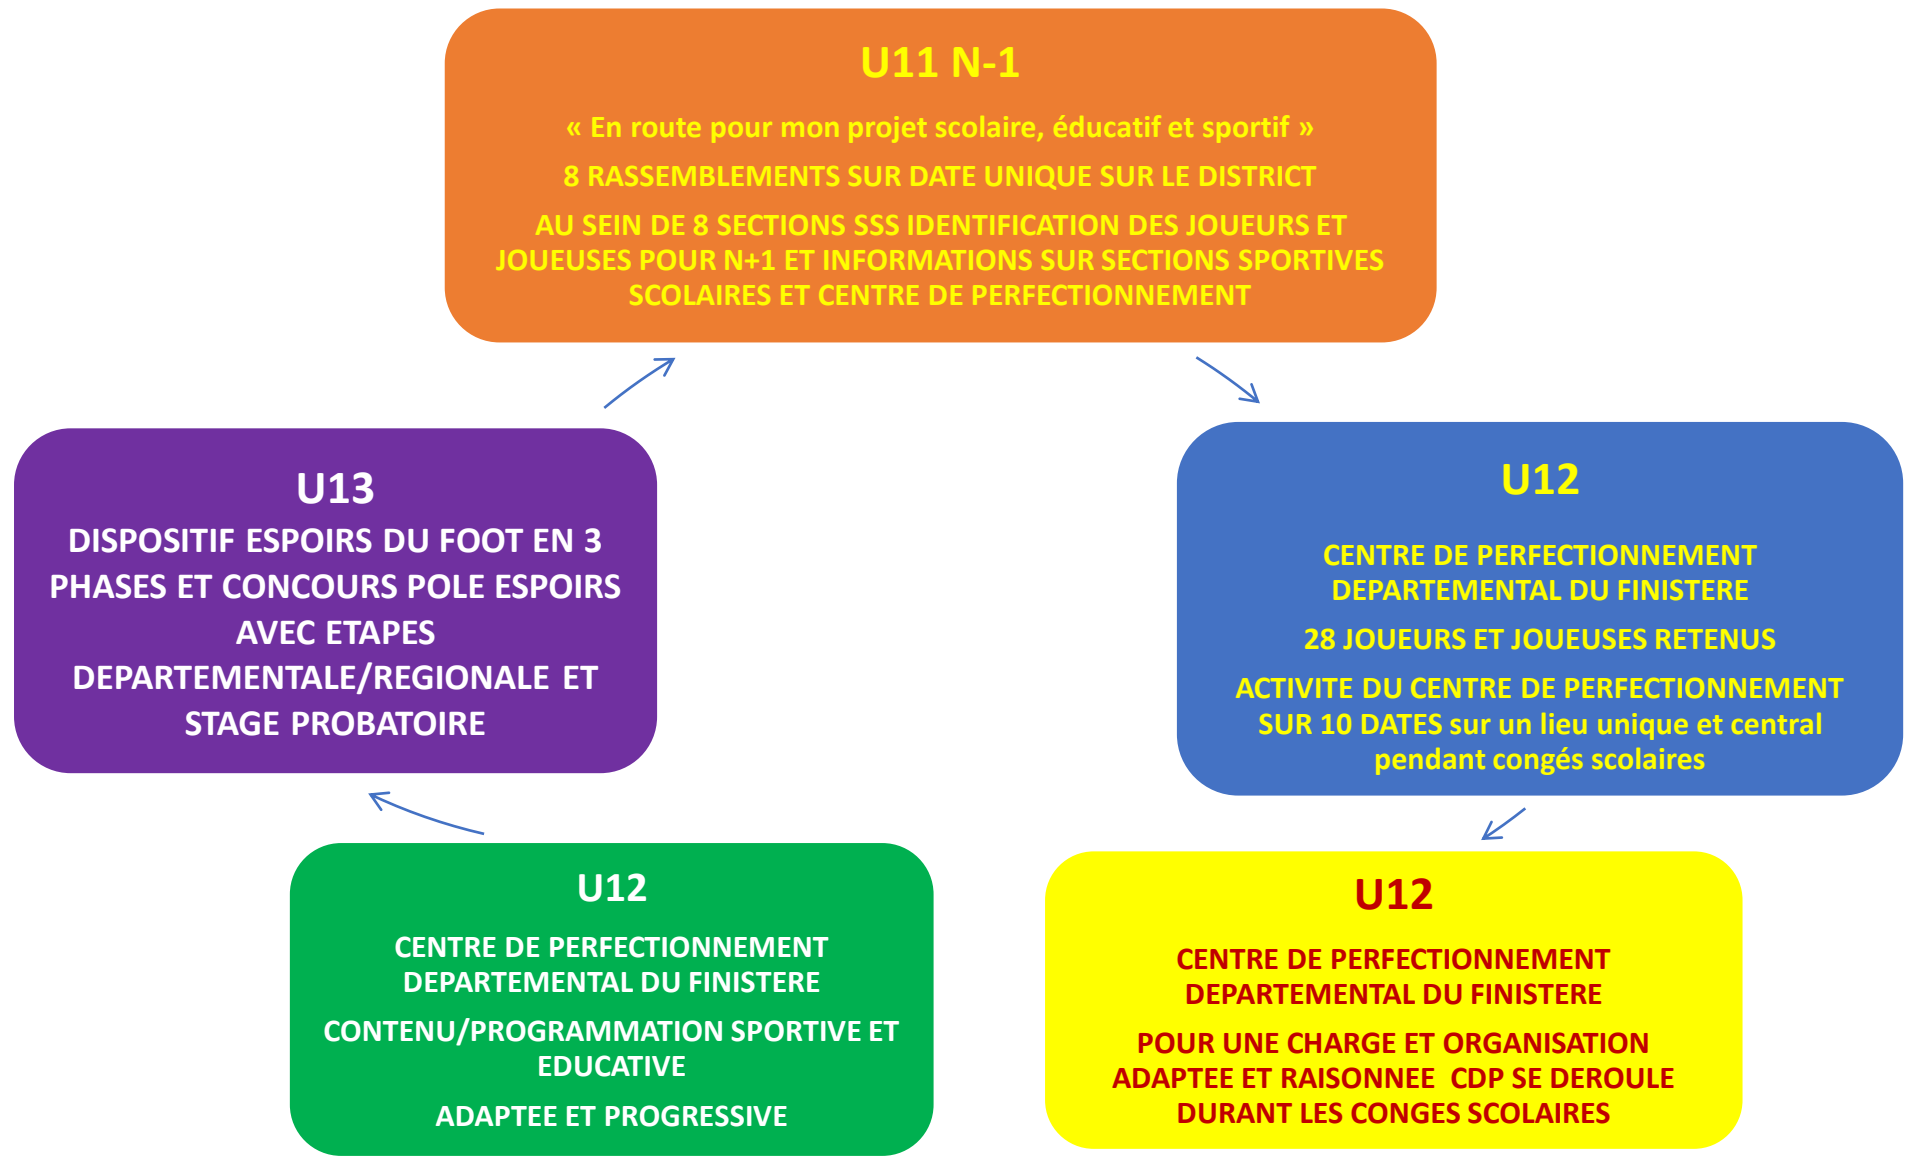 U11 N-1
« En route pour mon projet scolaire, éducatif et sportif »
8 RASSEMBLEMENTS SUR DATE UNIQUE SUR LE DISTRICT
AU SEIN DE 8 SECTIONS SSS IDENTIFICATION DES JOUEURS ET
JOUEUSES POUR N+1 ET INFORMATIONS SUR SECTIONS SPORTIVES
SCOLAIRES ET CENTRE DE PERFECTIONNEMENT
U12
CENTRE DE PERFECTIONNEMENT
DEPARTEMENTAL DU FINISTERE
28 JOUEURS ET JOUEUSES RETENUS
ACTIVITE DU CENTRE DE PERFECTIONNEMENT
SUR 10 DATES sur un lieu unique et central
pendant congés scolaires
U12
CENTRE DE PERFECTIONNEMENT
DEPARTEMENTAL DU FINISTERE
POUR UNE CHARGE ET ORGANISATION
ADAPTEE ET RAISONNEE CDP SE DEROULE
DURANT LES CONGES SCOLAIRES
U12
CENTRE DE PERFECTIONNEMENT
DEPARTEMENTAL DU FINISTERE
CONTENU/PROGRAMMATION SPORTIVE ET
EDUCATIVE
ADAPTEE ET PROGRESSIVE
U13
DISPOSITIF ESPOIRS DU FOOT EN 3
PHASES ET CONCOURS POLE ESPOIRS
AVEC ETAPES
DEPARTEMENTALE/REGIONALE ET
STAGE PROBATOIRE